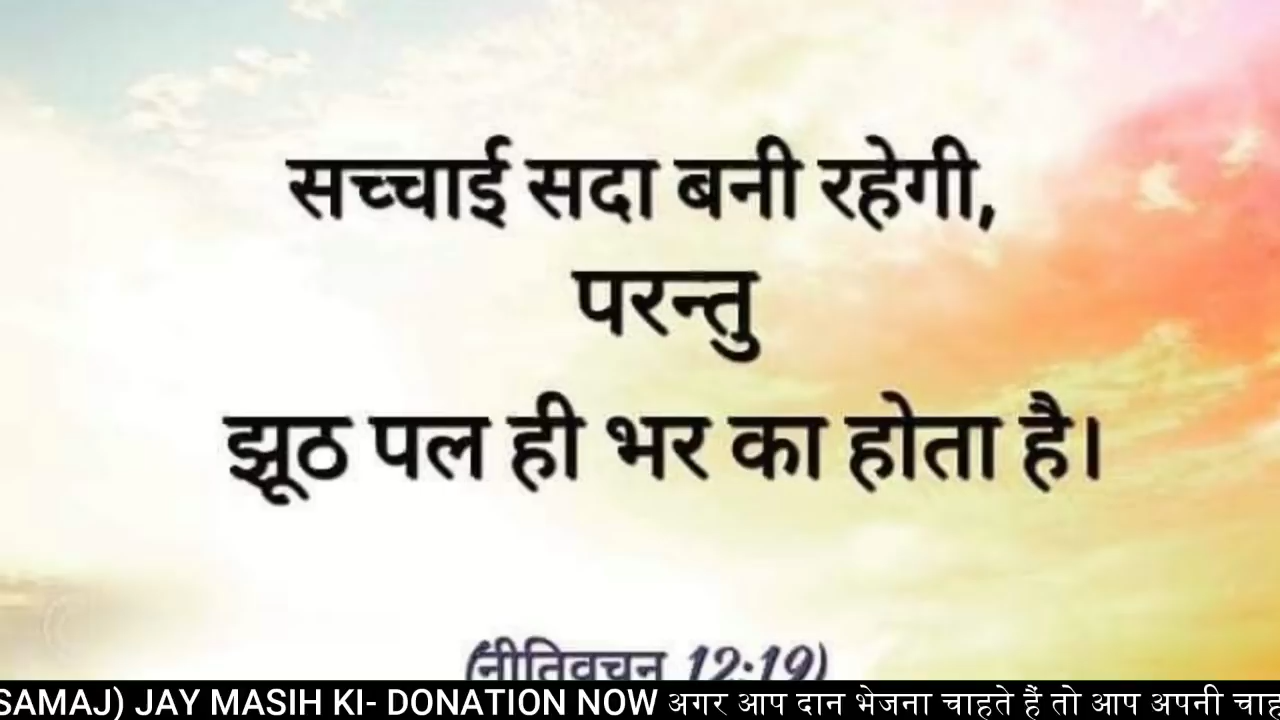 सच्चाई सदा बनी रहेगी,
परन्तु
झूठ पल ही भर का होता है।
(नीतिवचन 12:19)
SAMAJ) JAY MASIH KI- DONATION NOW अगर आप दान भेजना चाहते हैं तो आप अपनी